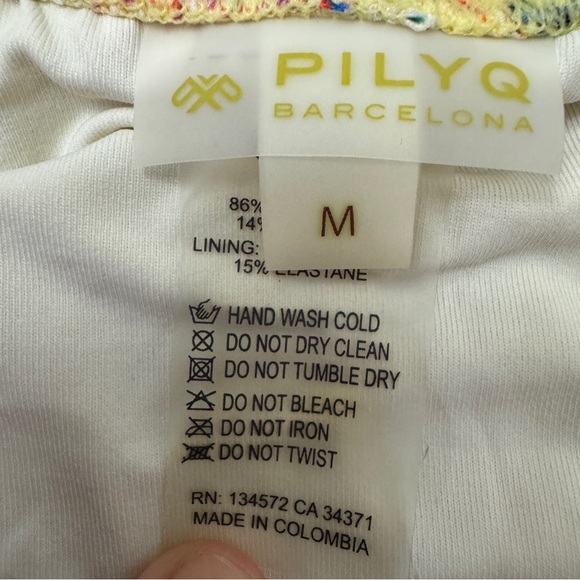 PILYQ
BARCELONA
M
86%
14%
LINING:
15% ELASTANE
HAND WASH COLD
DO NOT DRY CLEAN
DO NOT TUMBLE DRY
DO NOT BLEACH
DO NOT IRON
DO NOT TWIST
RN: 134572 CA 34371
MADE IN COLOMBIA